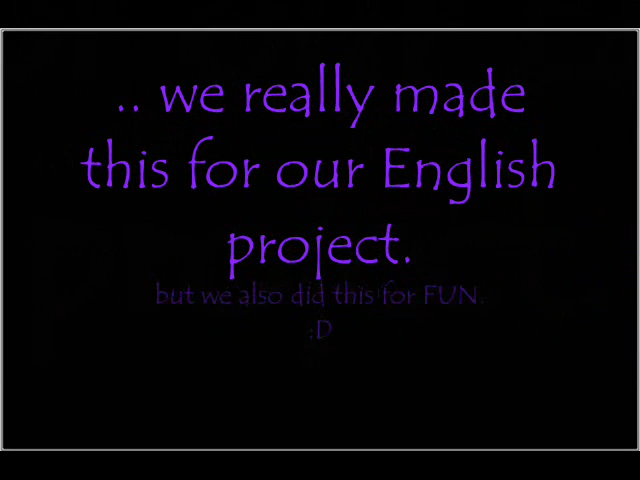 .. we really made
this for our English
project.
but we also did this for FUN.
:D